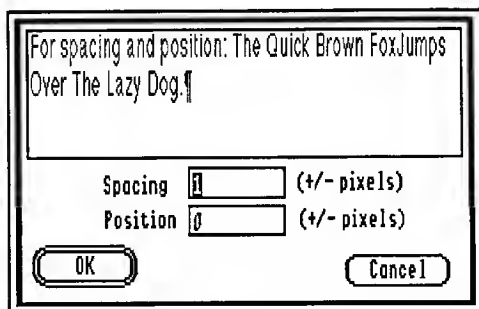 For spacing and position: The Quick Brown FoxJumps
Over The Lazy Dog.¶
Spacing 1 (+/- pixels)
Position 0 (+/- pixels)
OK Cancel